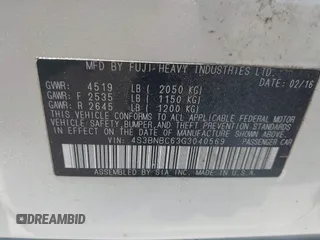 MFD BY FUJI-HEAVY INDUSTRIES LTD.
DATE: 02/16
GVWR: 4519 LB ( 2050 KG)
GAWR: F 2535 LB ( 1150 KG)
GAWR: R 2645 LB ( 1200 KG)
THIS VEHICLE CONFORMS TO ALL APPLICABLE FEDERAL MOTOR
VEHICLE-SAFETY, BUMPER, AND THEFT PREVENTION STANDARDS
IN EFFECT ON THE DATE OF MANUFACTURE SHOWN ABOVE.
VIN: 4S3BNBC63G3040569 PASSENGER CAR
ASSEMBLED BY SIA INC. MADE IN U.S.A.
DAMEBID